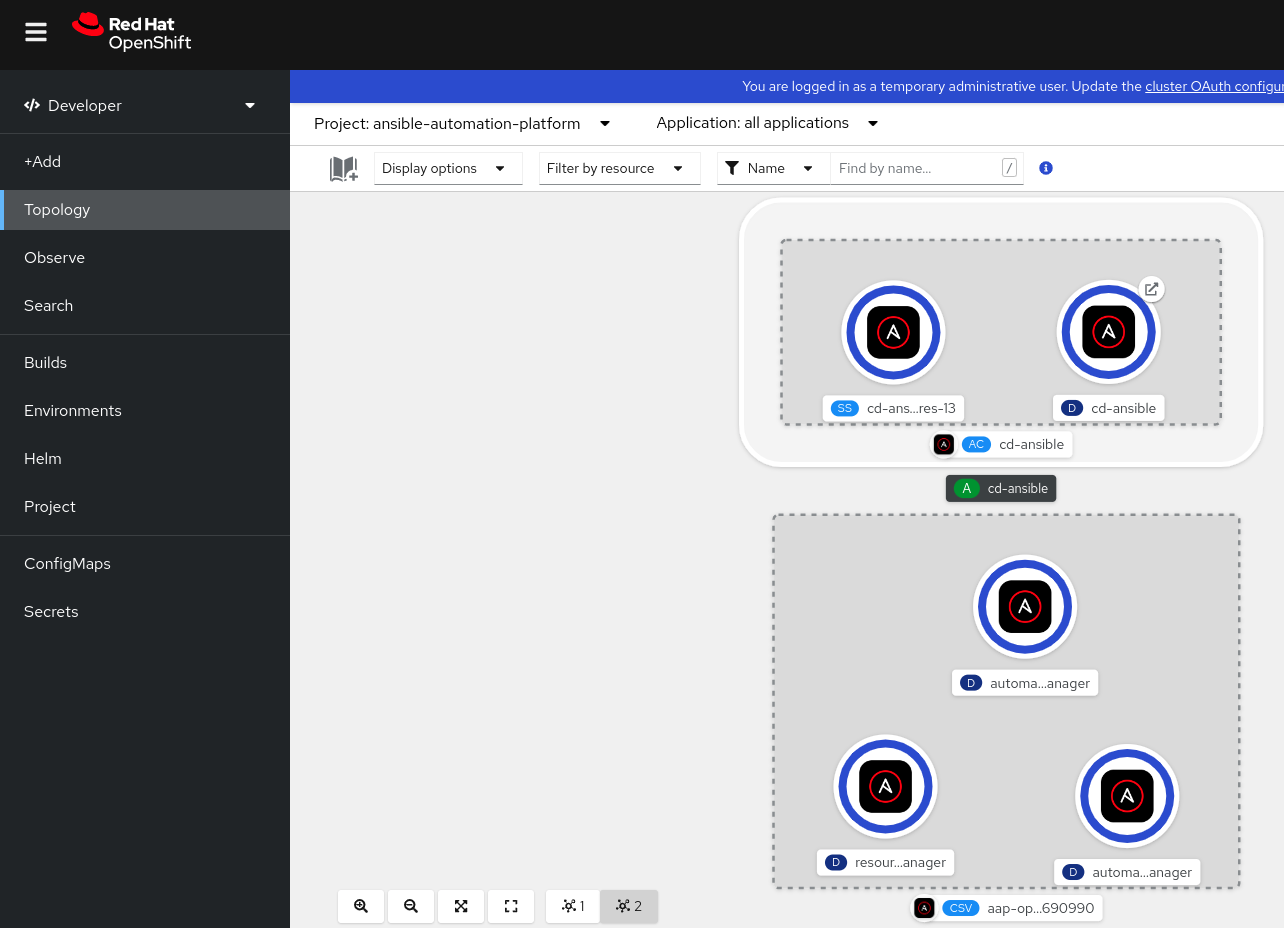 Red Hat
OpenShift
Developer
+Add
Topology
Observe
Search
Builds
Environments
Helm
Project
ConfigMaps
Secrets
You are logged in as a temporary administrative user. Update the cluster OAuth configur
Project: ansible-automation-platform
Application: all applications
Display options
Filter by resource
Name
Find by name...
/
SS cd-ans...res-13
D cd-ansible
AC cd-ansible
A cd-ansible
D automa...anager
D resour...anager
D automa...anager
CSV aap-op...690990
1
2